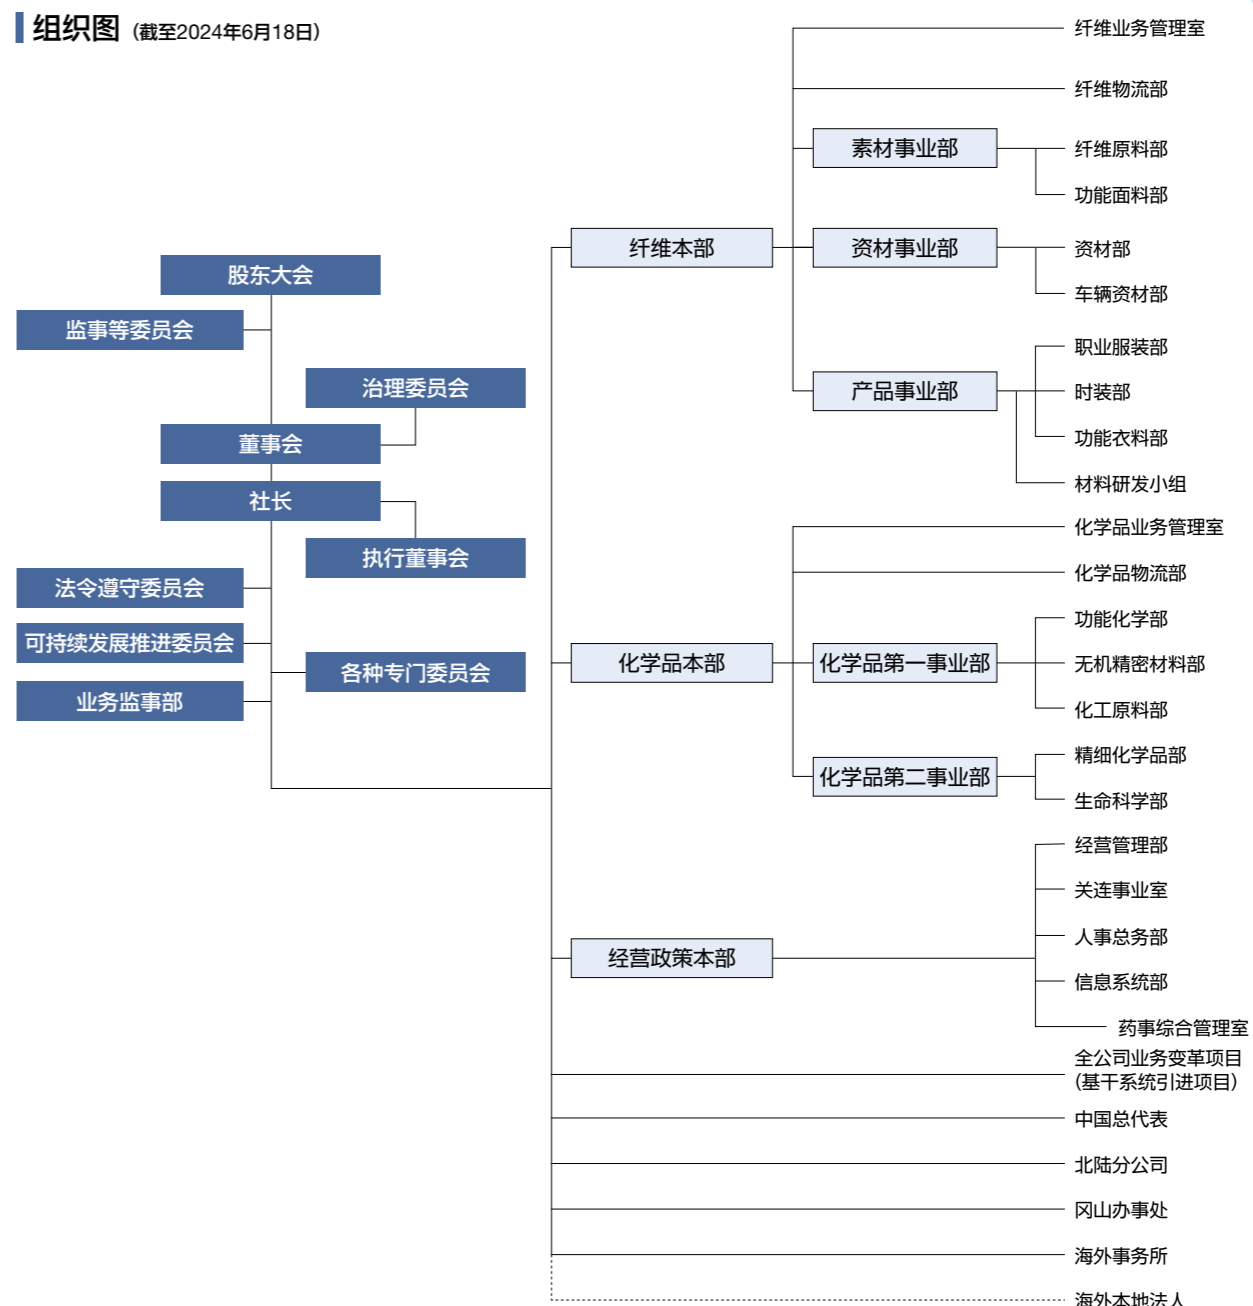 组织图（截至2024年6月18日）
股东大会
监事等委员会
治理委员会
董事会
社长
执行董事会
法令遵守委员会
可持续发展推进委员会
各种专门委员会
业务监事部
纤维本部
纤维业务管理室
纤维物流部
素材事业部
纤维原料部
功能面料部
资材事业部
资材部
车辆资材部
产品事业部
职业服装部
时装部
功能衣料部
材料研发小组
化学品本部
化学品业务管理室
化学品物流部
化学品第一事业部
功能化学部
无机精密材料部
化工原料部
化学品第二事业部
精细化学品部
生命科学部
经营政策本部
经营管理部
关连事业室
人事总务部
信息系统部
药事综合管理室
全公司业务变革项目
（基干系统引进项目）
中国总代表
北陆分公司
冈山办事处
海外事务所
海外本地法人